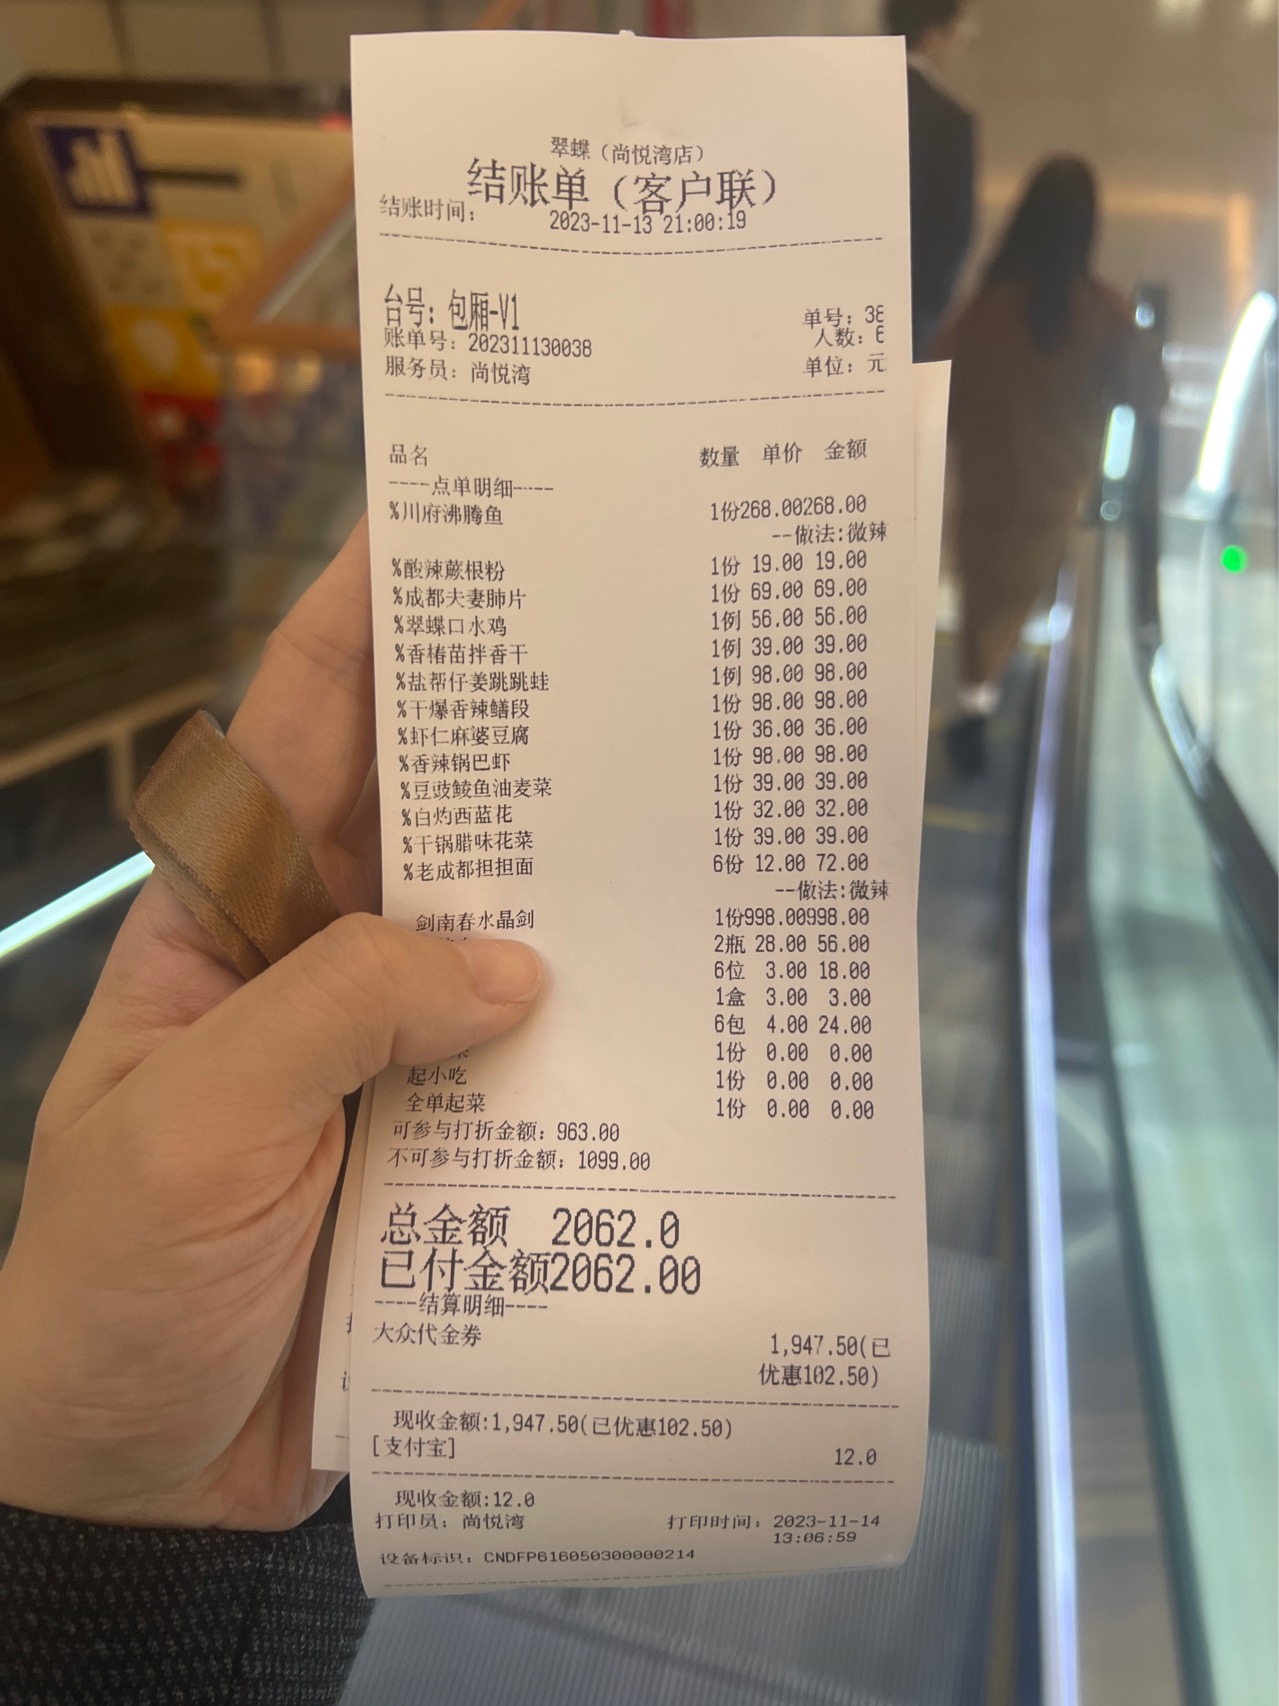 翠蝶（尚悦湾店）
结账单（客户联）
结账时间： 2023-11-13 21:00:19
台号：包厢-V1
单号：38
账单号：202311130038
人数：
服务员：尚悦湾 单位：元
品名 数量 单价 金额
----点单明细----
%川府沸腾鱼 1份268.00268.00
--做法:微辣
%酸辣蕨根粉 1份 19.00 19.00
%成都夫妻肺片 1份 69.00 69.00
%翠蝶口水鸡 1例 56.00 56.00
%香椿苗拌香干 1例 39.00 39.00
%盐帮仔姜跳跳蛙 1例 98.00 98.00
%干爆香辣鳝段 1份 98.00 98.00
%虾仁麻婆豆腐 1份 36.00 36.00
%香辣锅巴虾 1份 98.00 98.00
%豆豉鲮鱼油麦菜 1份 39.00 39.00
%白灼西蓝花 1份 32.00 32.00
%干锅腊味花菜 1份 39.00 39.00
%老成都担担面 6份 12.00 72.00
--做法:微辣
剑南春水晶剑 1份998.00998.00
2瓶 28.00 56.00
6位 3.00 18.00
1盒 3.00 3.00
6包 4.00 24.00
1份 0.00 0.00
起小吃 1份 0.00 0.00
全单起菜 1份 0.00 0.00
可参与打折金额：963.00
不可参与打折金额：1099.00
总金额 2062.0
已付金额2062.00
----结算明细----
大众代金券 1,947.50(已
优惠102.50)
现收金额:1,947.50(已优惠102.50)
[支付宝] 12.0
现收金额:12.0
打印员：尚悦湾 打印时间：2023-11-14
13:06:59
设备标识：CNDFP616050300000214